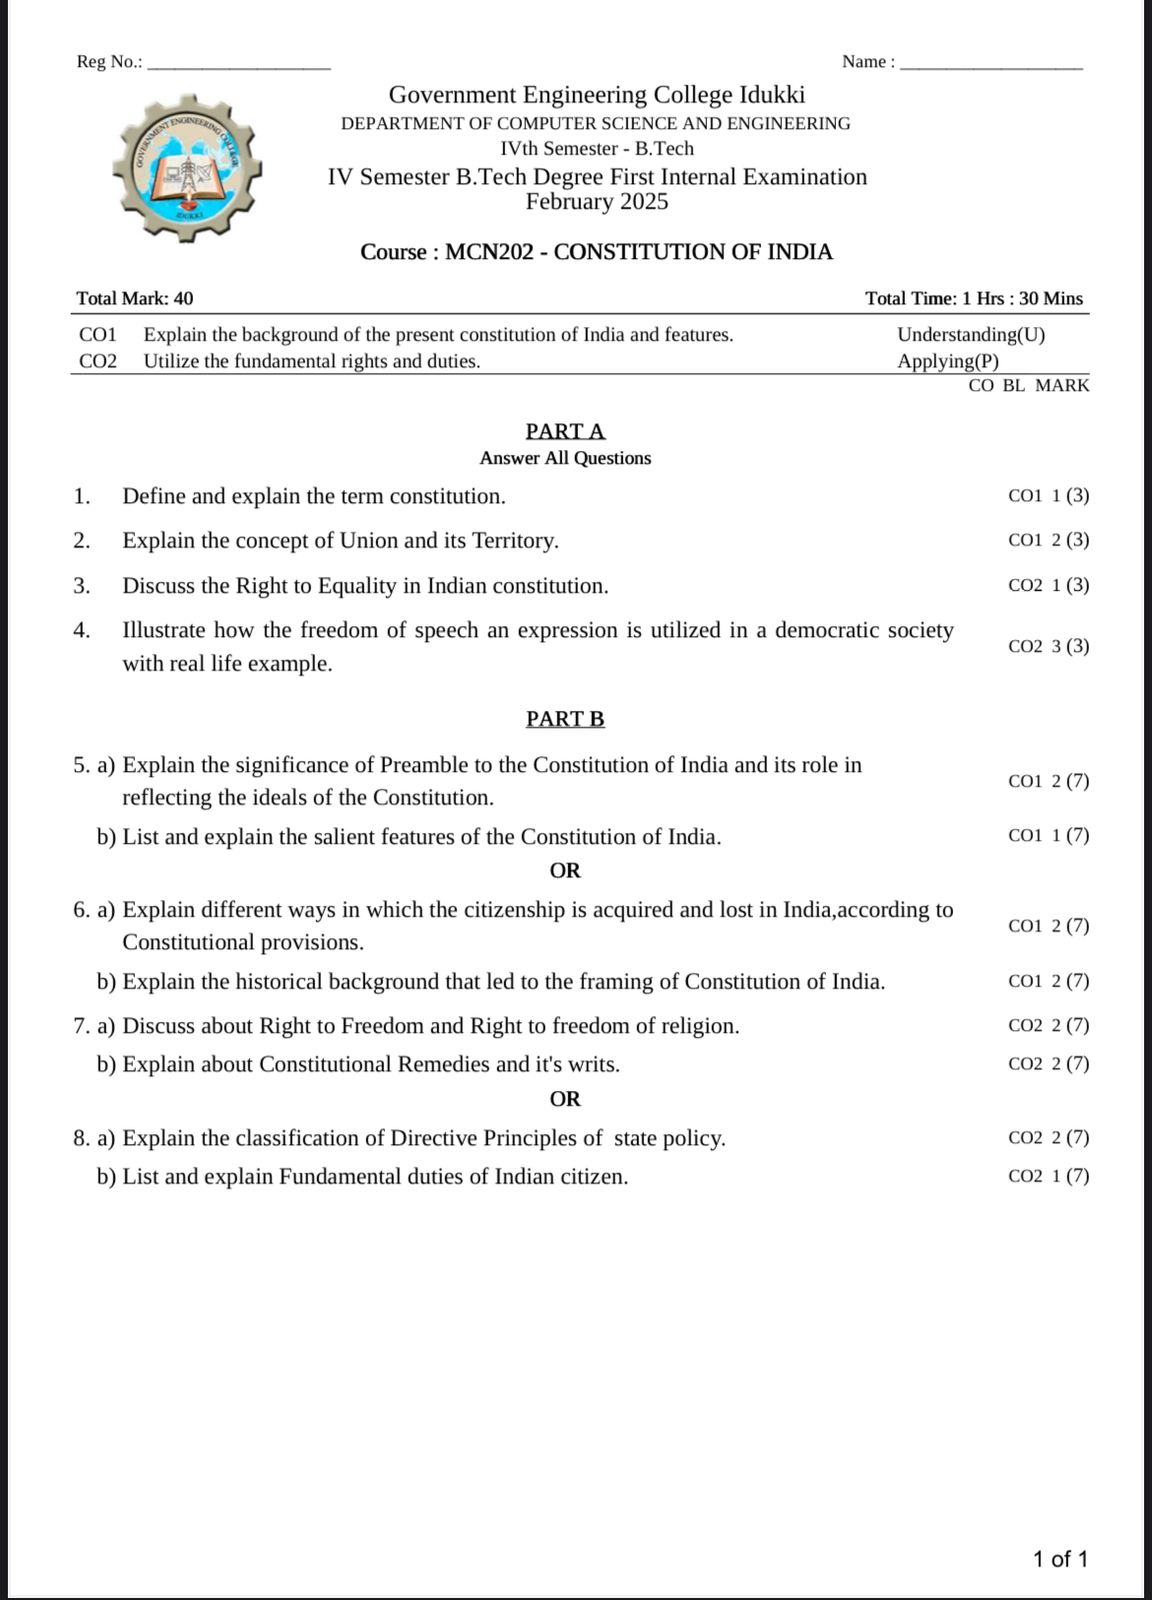 Reg No.: ____________________ Name : ____________________
GOVERNMENT ENGINEERING COLLEGE
IDUKKI
Government Engineering College Idukki
DEPARTMENT OF COMPUTER SCIENCE AND ENGINEERING
IVth Semester - B.Tech
IV Semester B.Tech Degree First Internal Examination
February 2025
Course : MCN202 - CONSTITUTION OF INDIA
Total Mark: 40 Total Time: 1 Hrs : 30 Mins
CO1 Explain the background of the present constitution of India and features. Understanding(U)
CO2 Utilize the fundamental rights and duties. Applying(P)
CO BL MARK
PART A
Answer All Questions
1. Define and explain the term constitution. CO1 1 (3)
2. Explain the concept of Union and its Territory. CO1 2 (3)
3. Discuss the Right to Equality in Indian constitution. CO2 1 (3)
4. Illustrate how the freedom of speech an expression is utilized in a democratic society
with real life example. CO2 3 (3)
PART B
5. a) Explain the significance of Preamble to the Constitution of India and its role in
reflecting the ideals of the Constitution. CO1 2 (7)
b) List and explain the salient features of the Constitution of India. CO1 1 (7)
OR
6. a) Explain different ways in which the citizenship is acquired and lost in India,according to
Constitutional provisions. CO1 2 (7)
b) Explain the historical background that led to the framing of Constitution of India. CO1 2 (7)
7. a) Discuss about Right to Freedom and Right to freedom of religion. CO2 2 (7)
b) Explain about Constitutional Remedies and it's writs. CO2 2 (7)
OR
8. a) Explain the classification of Directive Principles of state policy. CO2 2 (7)
b) List and explain Fundamental duties of Indian citizen. CO2 1 (7)
1 of 1